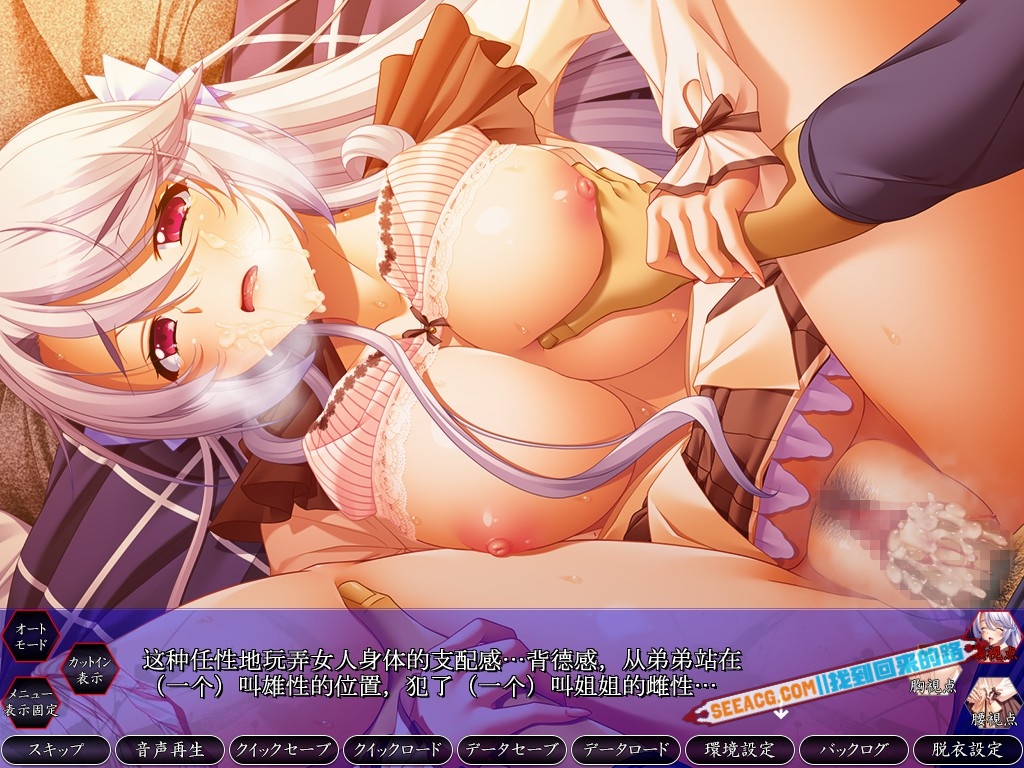 オート
モード
カットイン
表示
メニュー
表示固定
这种任性地玩弄女人身体的支配感…背德感，从弟弟站在
（一个）叫雄性的位置，犯了（一个）叫姐姐的雌性…
SEEACG.COM||找到回来的路
胸視点
腰視点
スキップ
音声再生
クイックセーブ
クイックロード
データセーブ
データロード
環境設定
バックログ
脱衣設定